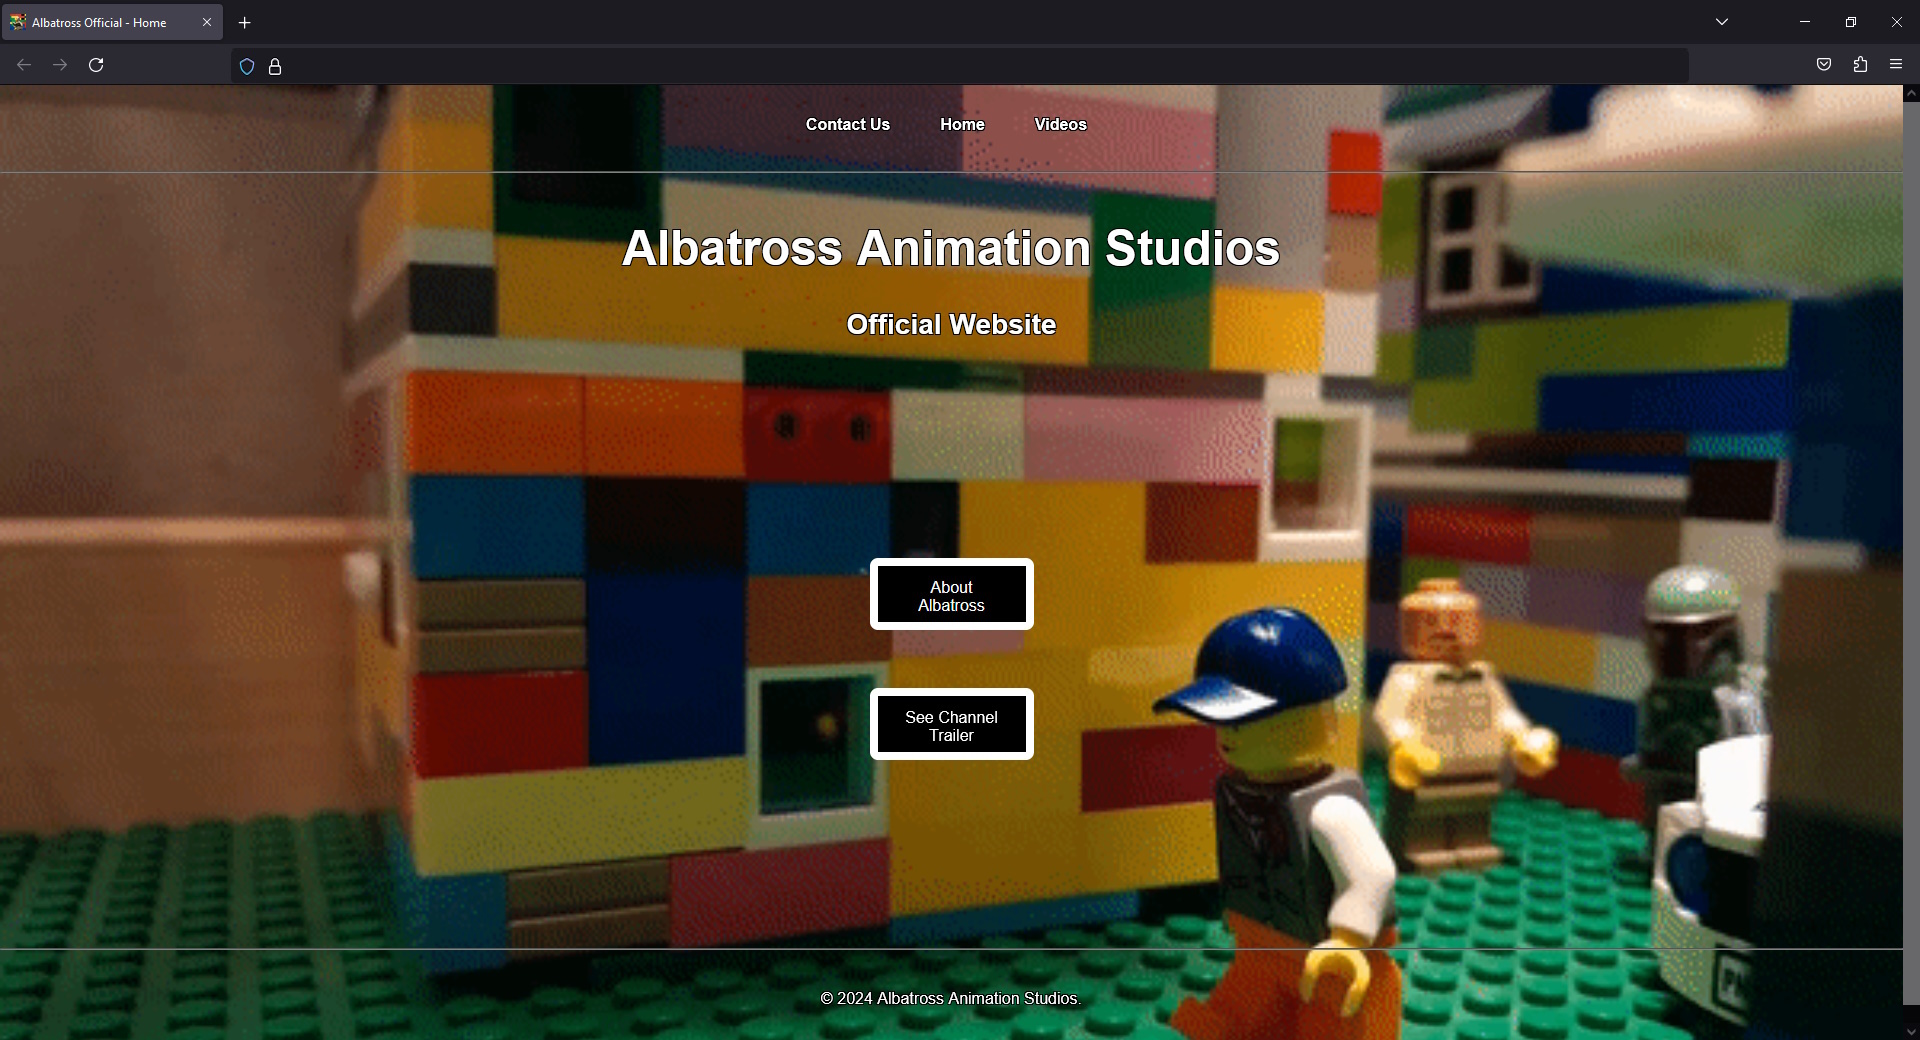 Albatross Official - Home
Contact Us Home Videos
Albatross Animation Studios
Official Website
About
Albatross
See Channel
Trailer
© 2024 Albatross Animation Studios.